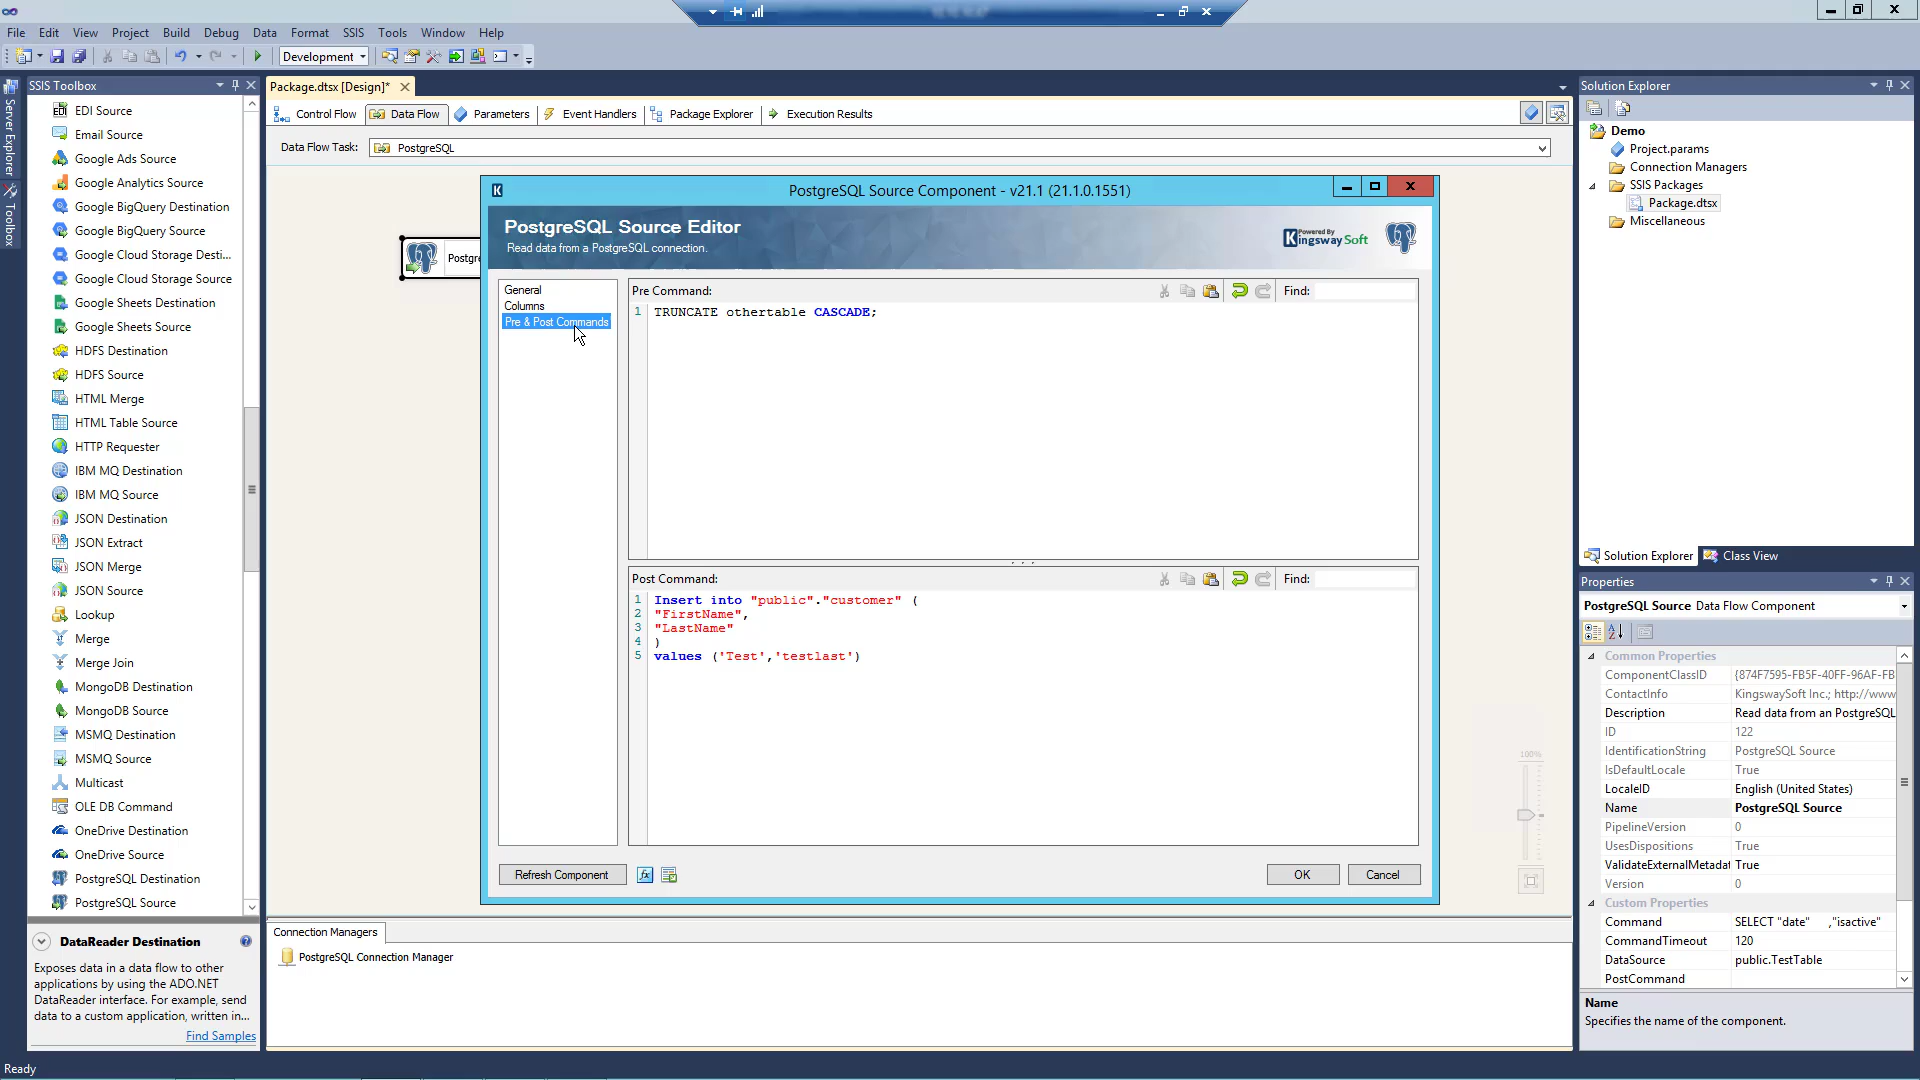 File Edit View Project Build Debug Data Format SSIS Tools Window Help
Development
Server Explorer
Toolbox
SSIS Toolbox
EDI Source
Email Source
Google Ads Source
Google Analytics Source
Google BigQuery Destination
Google BigQuery Source
Google Cloud Storage Desti...
Google Cloud Storage Source
Google Sheets Destination
Google Sheets Source
HDFS Destination
HDFS Source
HTML Merge
HTML Table Source
HTTP Requester
IBM MQ Destination
IBM MQ Source
JSON Destination
JSON Extract
JSON Merge
JSON Source
Lookup
Merge
Merge Join
MongoDB Destination
MongoDB Source
MSMQ Destination
MSMQ Source
Multicast
OLE DB Command
OneDrive Destination
OneDrive Source
PostgreSQL Destination
PostgreSQL Source
DataReader Destination
Exposes data in a data flow to other
applications by using the ADO.NET
DataReader interface. For example, send
data to a custom application, written in...
Find Samples
Ready
Package.dtsx [Design]*
Control Flow Data Flow Parameters Event Handlers Package Explorer Execution Results
Data Flow Task: PostgreSQL
Postgre
PostgreSQL Source Component - v21.1 (21.1.0.1551)
PostgreSQL Source Editor
Read data from a PostgreSQL connection.
Powered By
KingswaySoft
General
Columns
Pre & Post Commands
Pre Command: Find:
1 TRUNCATE othertable CASCADE;
Post Command: Find:
1 Insert into "public"."customer" (
2 "FirstName",
3 "LastName"
4 )
5 values ('Test','testlast')
Refresh Component fx OK Cancel
100%
Connection Managers
PostgreSQL Connection Manager
Solution Explorer
Demo
Project.params
Connection Managers
SSIS Packages
Package.dtsx
Miscellaneous
Solution Explorer Class View
Properties
PostgreSQL Source Data Flow Component
Common Properties
ComponentClassID {874F7595-FB5F-40FF-96AF-FB
ContactInfo KingswaySoft Inc.; http://www
Description Read data from an PostgreSQL
ID 122
IdentificationString PostgreSQL Source
IsDefaultLocale True
LocaleID English (United States)
Name PostgreSQL Source
PipelineVersion 0
UsesDispositions True
ValidateExternalMetadat True
Version 0
Custom Properties
Command SELECT "date" ,"isactive"
CommandTimeout 120
DataSource public.TestTable
PostCommand
Name
Specifies the name of the component.